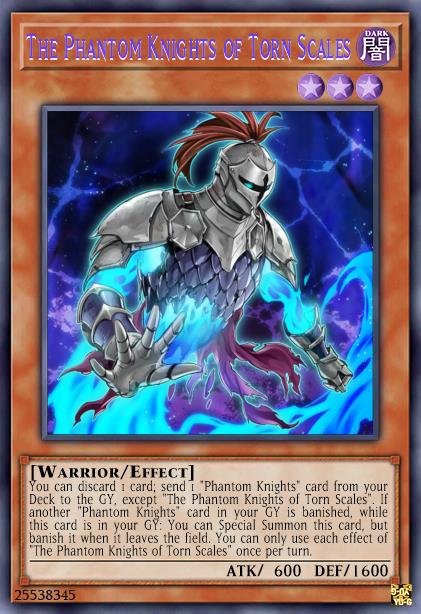 The Phantom Knights of Torn Scales
DARK
闇
[Warrior/Effect]
You can discard 1 card; send 1 "Phantom Knights" card from your
Deck to the GY, except "The Phantom Knights of Torn Scales". If
another "Phantom Knights" card in your GY is banished, while
this card is in your GY: You can Special Summon this card, but
banish it when it leaves the field. You can only use each effect of
"The Phantom Knights of Torn Scales" once per turn.
ATK/ 600 DEF/1600
25538345